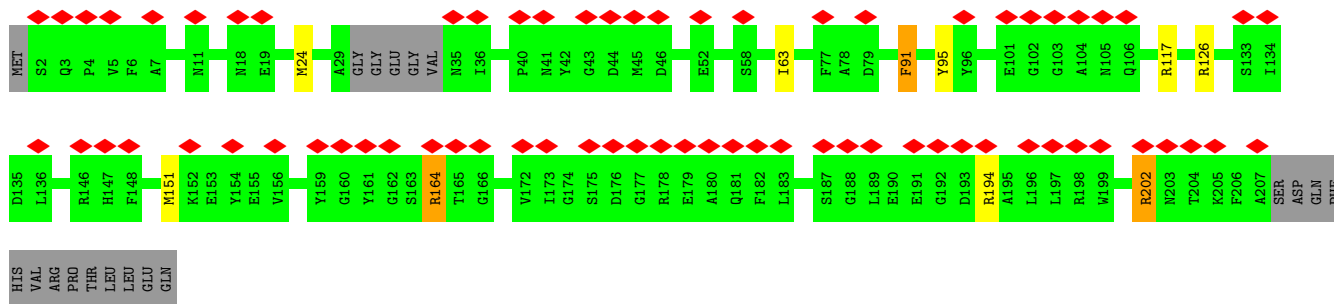 MET S2 Q3 P4 V5 F6 A7 N11 N18 E19 M24 A29 GLY GLY GLU GLY VAL N35 I36 P40 N41 Y42 G43 D44 M45 D46 E52 S58 I63 F77 A78 D79 F91 Y95 Y96 E101 G102 G103 A104 N105 Q106 R117 R126 S133 I134
D135 L136 R146 H147 F148 M151 K152 E153 Y154 E155 V156 Y159 G160 Y161 G162 S163 R164 T165 G166 V172 I173 G174 S175 D176 G177 R178 E179 A180 Q181 F182 L183 S187 G188 L189 E190 E191 G192 D193 R194 A195 L196 L197 R198 W199 R202 N203 T204 K205 F206 A207 SER ASP GLN PHE
HIS VAL ARG PRO THR LEU LEU GLU GLN